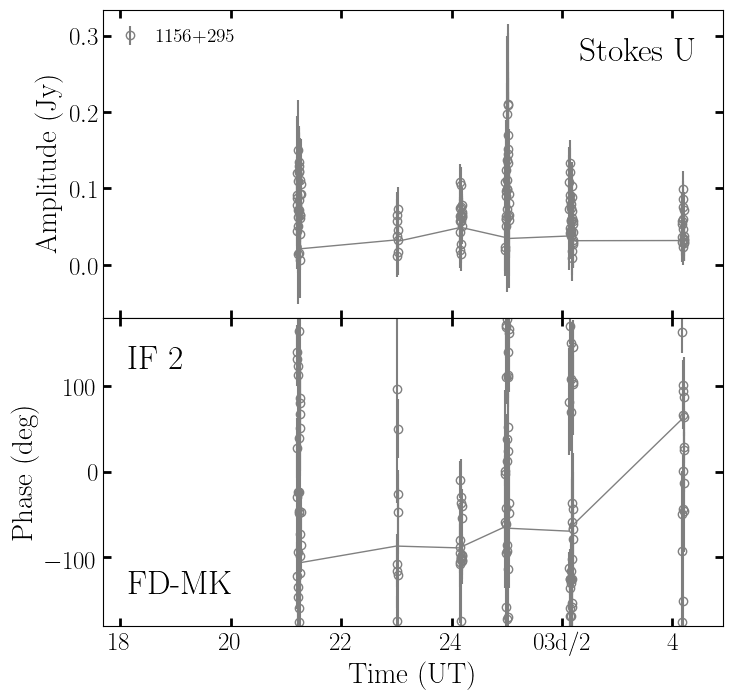 1156+295
Stokes U
0.3
0.2
0.1
0.0
Amplitude (Jy)
IF 2
FD-MK
100
0
−100
Phase (deg)
18 20 22 24 03d/2 4
Time (UT)